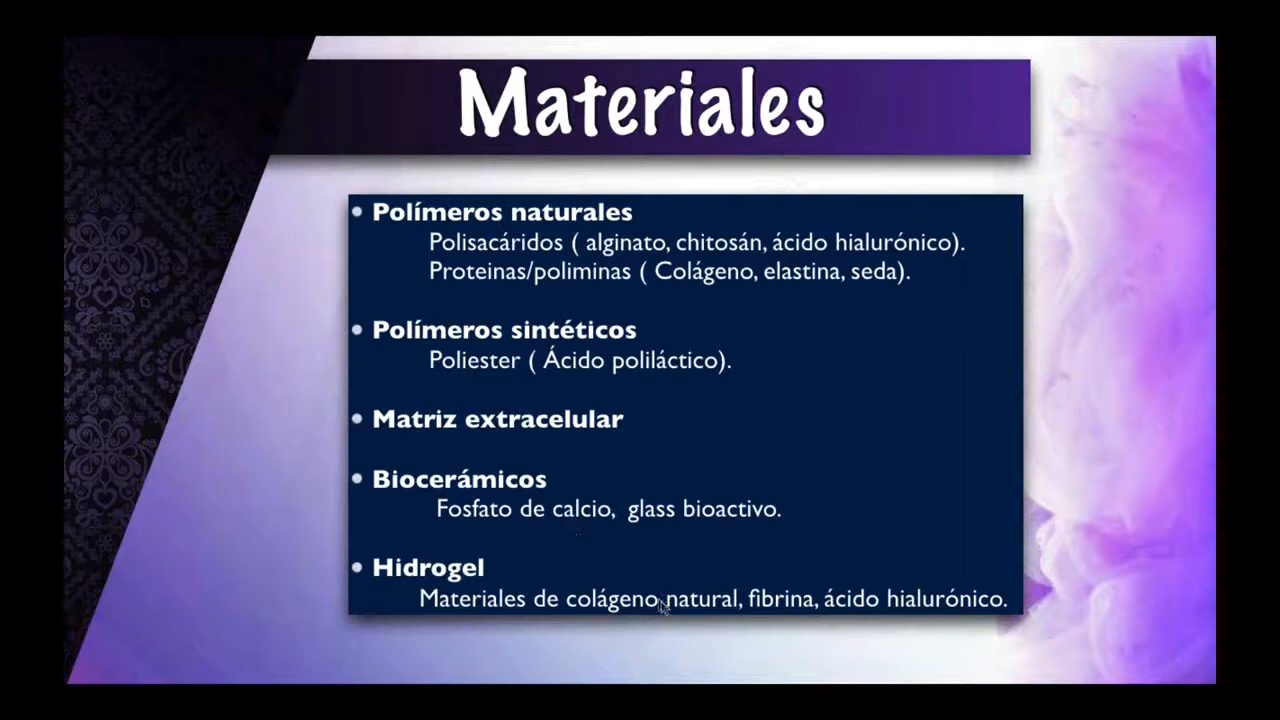 Materiales
• Polímeros naturales
Polisacáridos ( alginato, chitosán, ácido hialurónico).
Proteinas/poliminas ( Colágeno, elastina, seda).
• Polímeros sintéticos
Poliester ( Ácido poliláctico).
• Matriz extracelular
• Biocerámicos
Fosfato de calcio, glass bioactivo.
• Hidrogel
Materiales de colágeno natural, fibrina, ácido hialurónico.